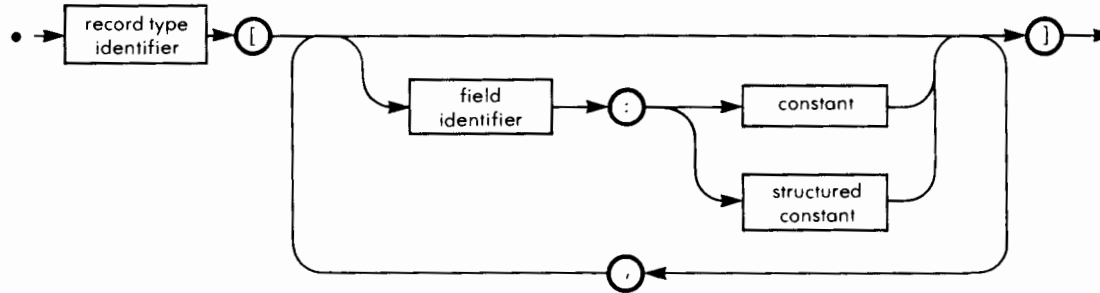 record type
identifier
[
]
field
identifier
:
constant
structured
constant
,